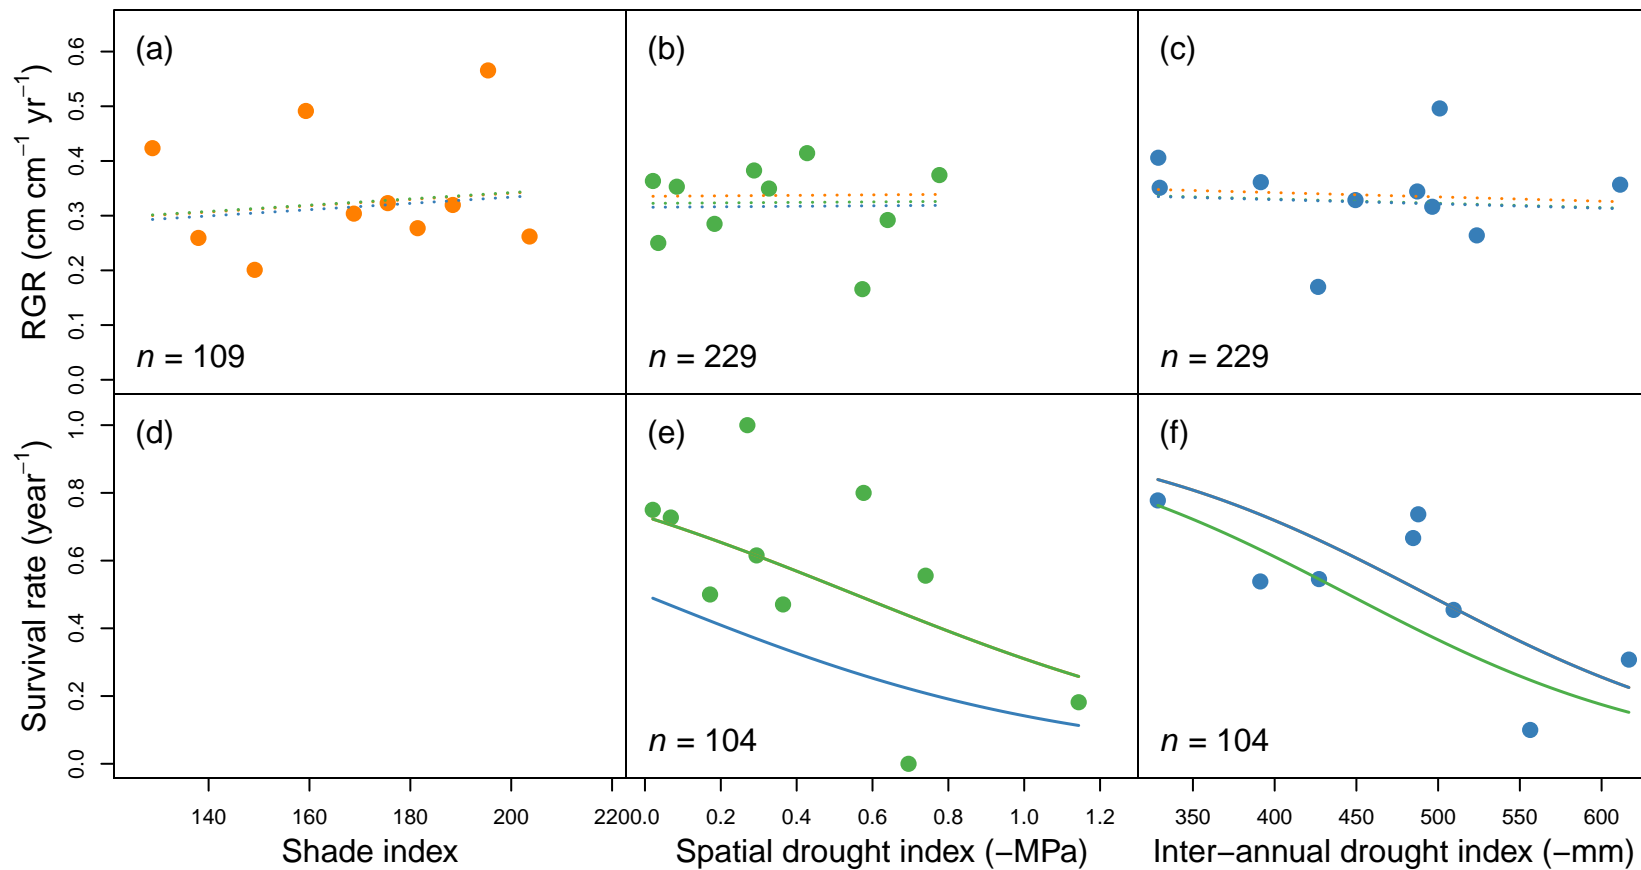 (a)
(b)
(c)
RGR (cm cm⁻¹ yr⁻¹)
0.0 0.1 0.2 0.3 0.4 0.5 0.6
n = 109
n = 229
n = 229
(d)
(e)
(f)
Survival rate (year⁻¹)
0.0 0.2 0.4 0.6 0.8 1.0
n = 104
n = 104
140 160 180 200 220
0.0 0.2 0.4 0.6 0.8 1.0 1.2
350 400 450 500 550 600
Shade index
Spatial drought index (−MPa)
Inter−annual drought index (−mm)